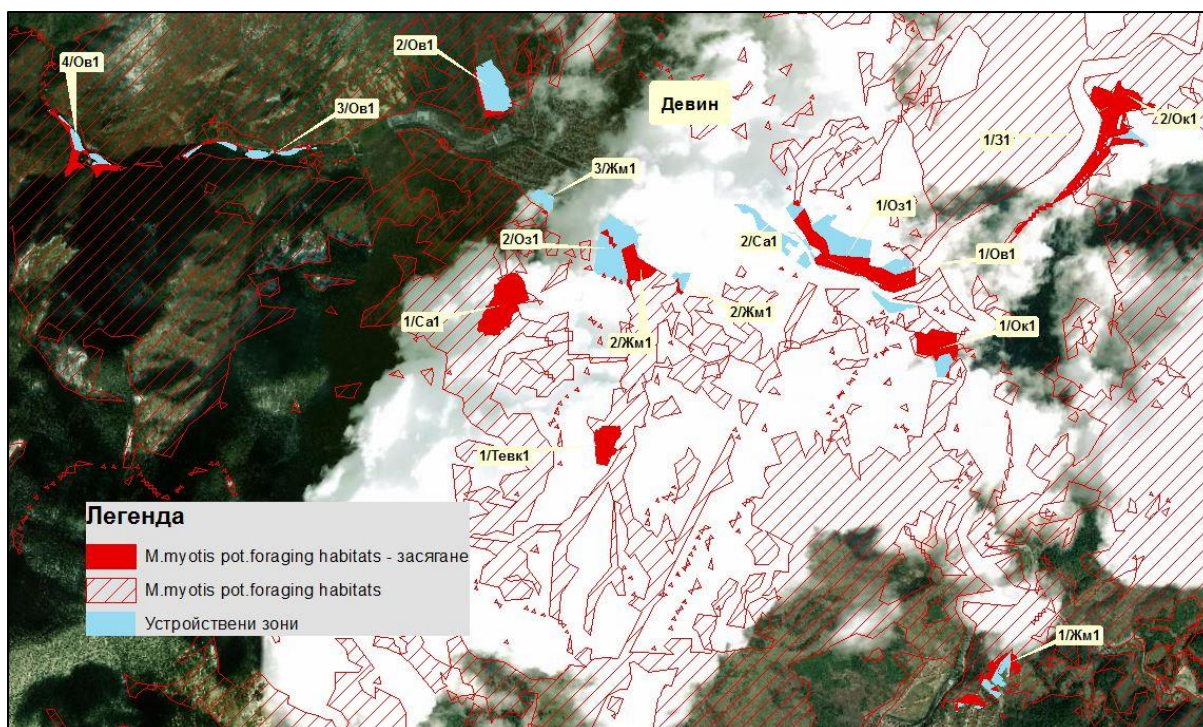 2/Ов1
4/Ов1
Девин
3/Ов1
2/Ок1
1/З1
3/Жм1
1/Оз1
2/Оз1
2/Са1
1/Ов1
1/Са1
2/Жм1
2/Жм1
1/Ок1
1/Тевк1
Легенда
M.myotis pot.foraging habitats - засягане
M.myotis pot.foraging habitats
Устройствени зони
1/Жм1